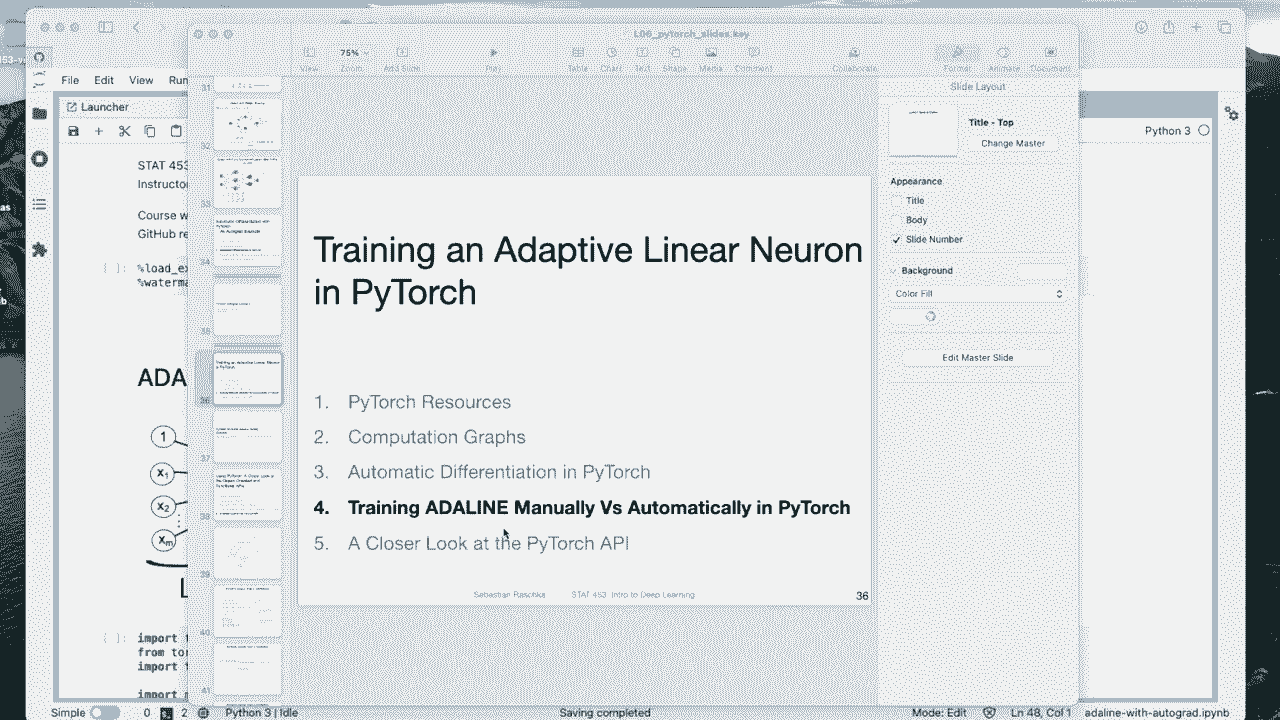 L06_pytorch_slides.key
75%
View
Zoom
Add Slide
Play
Table
Chart
Text
Shape
Media
Comment
Collaborate
Format
Animate
Document
File
Edit
View
Run
Launcher
Python 3
STAT 453
Instructor
Course w
GitHub re
[ ]:
%load_ex
%waterma
ADA
1
x1
x2
xm
L
[ ]:
import t
from tor
import t
import m
31
32
33
35
36
37
38
39
40
41
Training an Adaptive Linear Neuron
in PyTorch
1. PyTorch Resources
2. Computation Graphs
3. Automatic Differentiation in PyTorch
4. Training ADALINE Manually Vs Automatically in PyTorch
5. A Closer Look at the PyTorch API
Sebastian Raschka STAT 453: Intro to Deep Learning 36
Slide Layout
Title - Top
Change Master
Appearance
Title
Body
Slide Number
Background
Color Fill
Edit Master Slide
Simple 0 2 Python 3 | Idle Saving completed Mode: Edit Ln 48, Col 1 adaline-with-autograd.ipynb